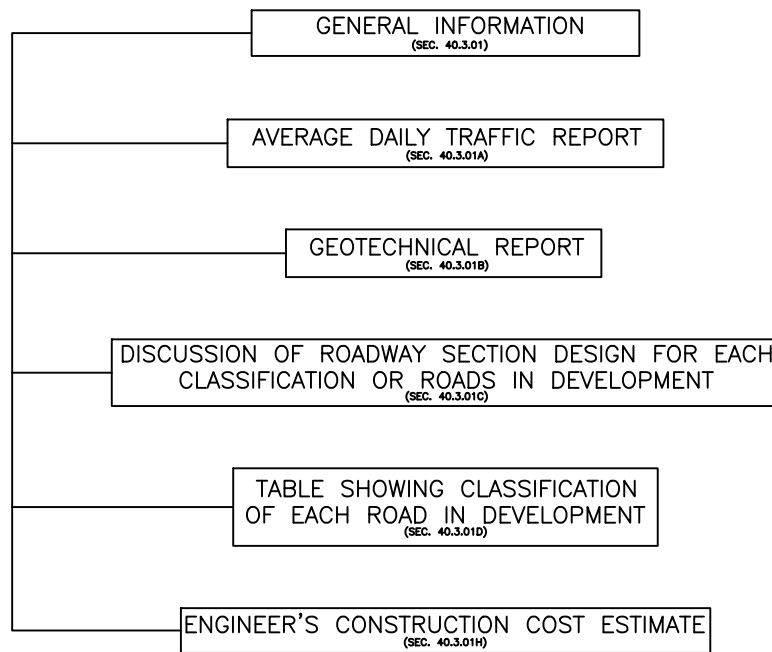 GENERAL INFORMATION
(SEC. 40.3.01)
AVERAGE DAILY TRAFFIC REPORT
(SEC. 40.3.01A)
GEOTECHNICAL REPORT
(SEC. 40.3.01B)
DISCUSSION OF ROADWAY SECTION DESIGN FOR EACH
CLASSIFICATION OR ROADS IN DEVELOPMENT
(SEC. 40.3.01C)
TABLE SHOWING CLASSIFICATION
OF EACH ROAD IN DEVELOPMENT
(SEC. 40.3.01D)
ENGINEER'S CONSTRUCTION COST ESTIMATE
(SEC. 40.3.01H)